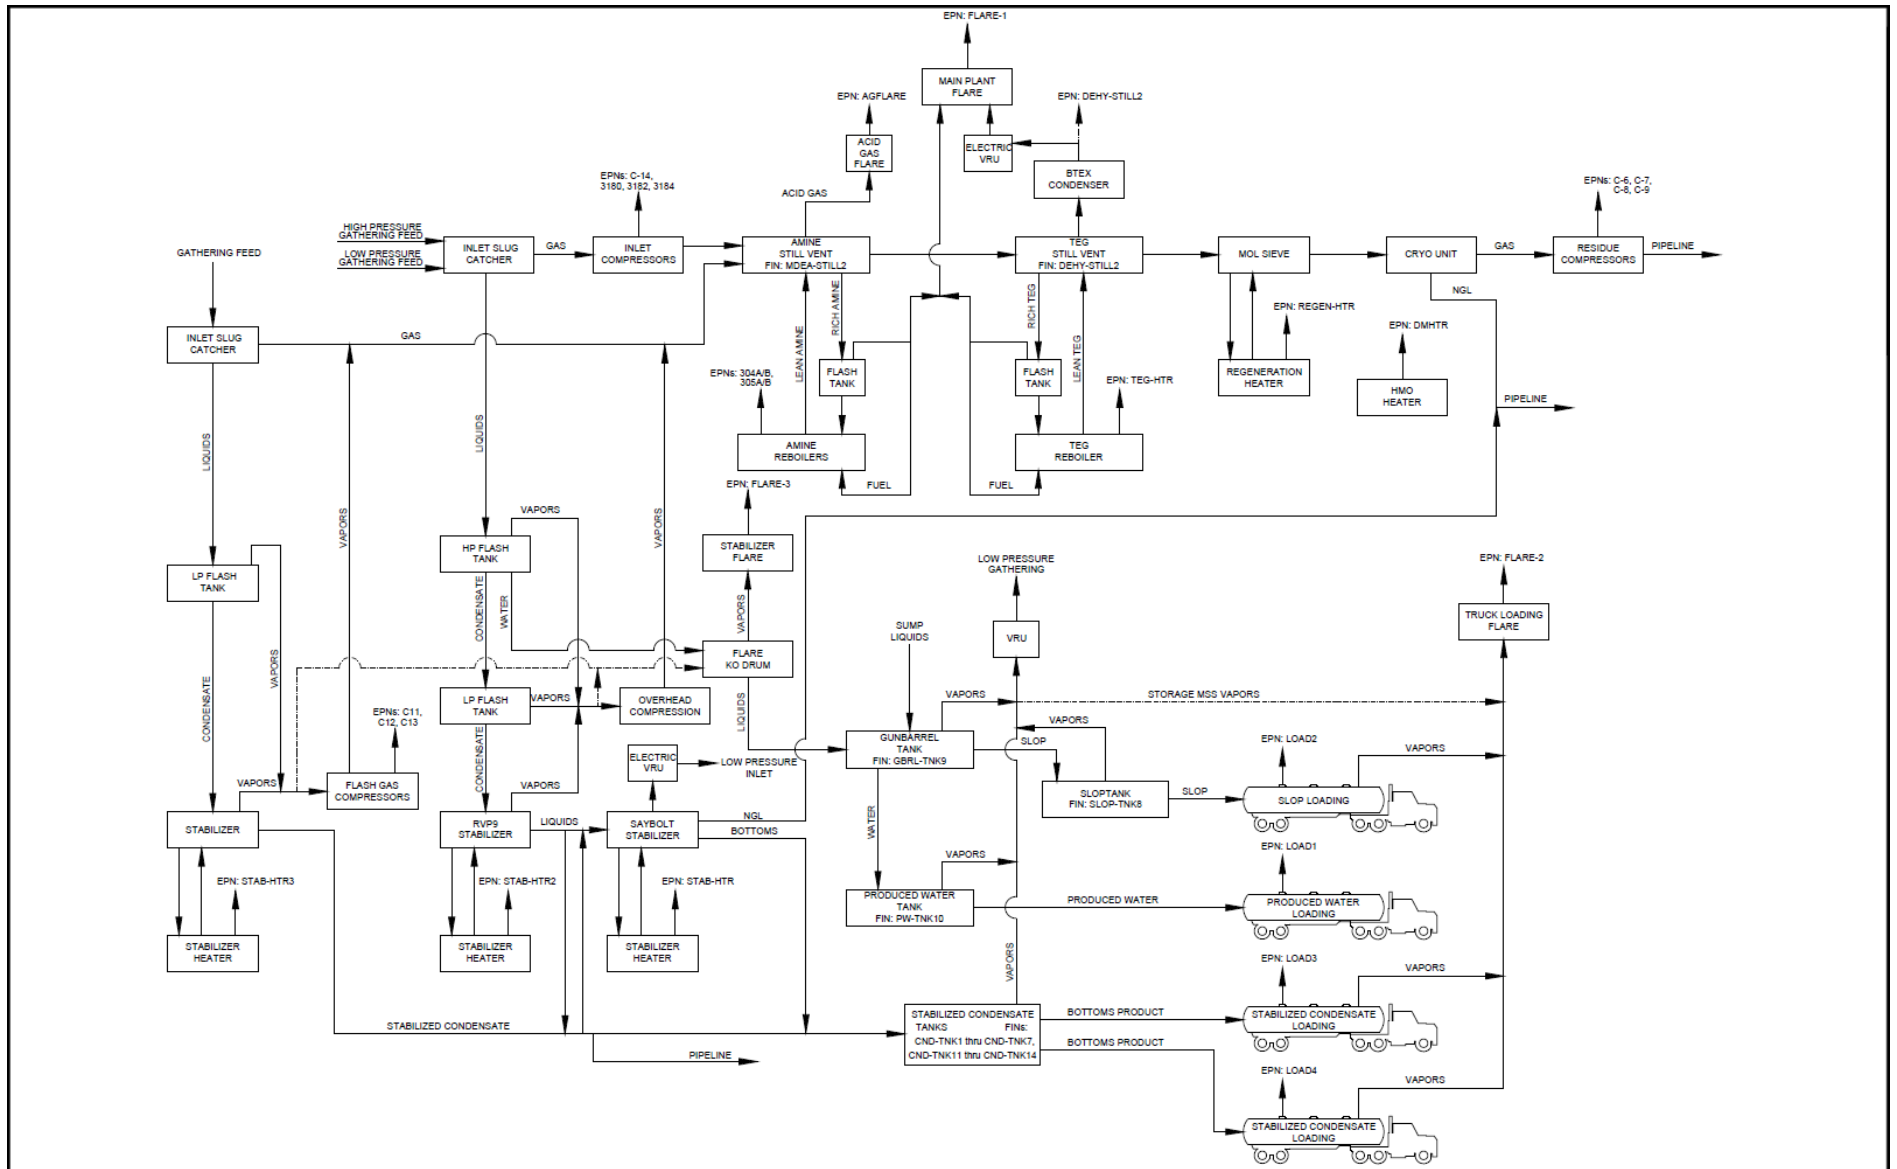 EPN: FLARE-1
MAIN PLANT
FLARE
EPN: AGFLARE
EPN: DEHY-STILL2
ACID
GAS
FLARE
ELECTRIC
VRU
BTEX
CONDENSER
EPNs: C-14,
3180, 3182, 3184
EPNs: C-6, C-7,
C-8, C-9
ACID GAS
HIGH PRESSURE
GATHERING FEED
LOW PRESSURE
GATHERING FEED
INLET SLUG
CATCHER
GAS
INLET
COMPRESSORS
AMINE
STILL VENT
FIN: MDEA-STILL2
TEG
STILL VENT
FIN: DEHY-STILL2
MOL SIEVE
CRYO UNIT
GAS
RESIDUE
COMPRESSORS
PIPELINE
GATHERING FEED
NGL
RICH AMINE
RICH TEG
EPN: REGEN-HTR
EPN: DMHTR
INLET SLUG
CATCHER
GAS
LEAN AMINE
LEAN TEG
FLASH
TANK
FLASH
TANK
REGENERATION
HEATER
HMO
HEATER
EPNs: 304A/B,
305A/B
EPN: TEG-HTR
PIPELINE
LIQUIDS
LIQUIDS
AMINE
REBOILERS
TEG
REBOILER
FUEL
FUEL
EPN: FLARE-3
VAPORS
VAPORS
VAPORS
HP FLASH
TANK
STABILIZER
FLARE
LP FLASH
TANK
LOW PRESSURE
GATHERING
EPN: FLARE-2
CONDENSATE
WATER
VAPORS
TRUCK LOADING
FLARE
SUMP
LIQUIDS
VRU
VAPORS
FLARE
KO DRUM
CONDENSATE
LP FLASH
TANK
VAPORS
OVERHEAD
COMPRESSION
LIQUIDS
VAPORS
STORAGE MSS VAPORS
EPNs: C11,
C12, C13
VAPORS
GUNBARREL
TANK
FIN: GBRL-TNK9
SLOP
EPN: LOAD2
VAPORS
CONDENSATE
ELECTRIC
VRU
LOW PRESSURE
INLET
VAPORS
FLASH GAS
COMPRESSORS
VAPORS
SLOPTANK
FIN: SLOP-TNK8
SLOP
SLOP LOADING
STABILIZER
RVP9
STABILIZER
LIQUIDS
SAYBOLT
STABILIZER
NGL
BOTTOMS
WATER
VAPORS
EPN: LOAD1
EPN: STAB-HTR3
EPN: STAB-HTR2
EPN: STAB-HTR
PRODUCED WATER
TANK
FIN: PW-TNK10
PRODUCED WATER
PRODUCED WATER
LOADING
STABILIZER
HEATER
STABILIZER
HEATER
STABILIZER
HEATER
VAPORS
EPN: LOAD3
VAPORS
STABILIZED CONDENSATE
STABILIZED CONDENSATE
TANKS FINs:
CND-TNK1 thru CND-TNK7,
CND-TNK11 thru CND-TNK14
BOTTOMS PRODUCT
STABILIZED CONDENSATE
LOADING
BOTTOMS PRODUCT
PIPELINE
EPN: LOAD4
VAPORS
STABILIZED CONDENSATE
LOADING